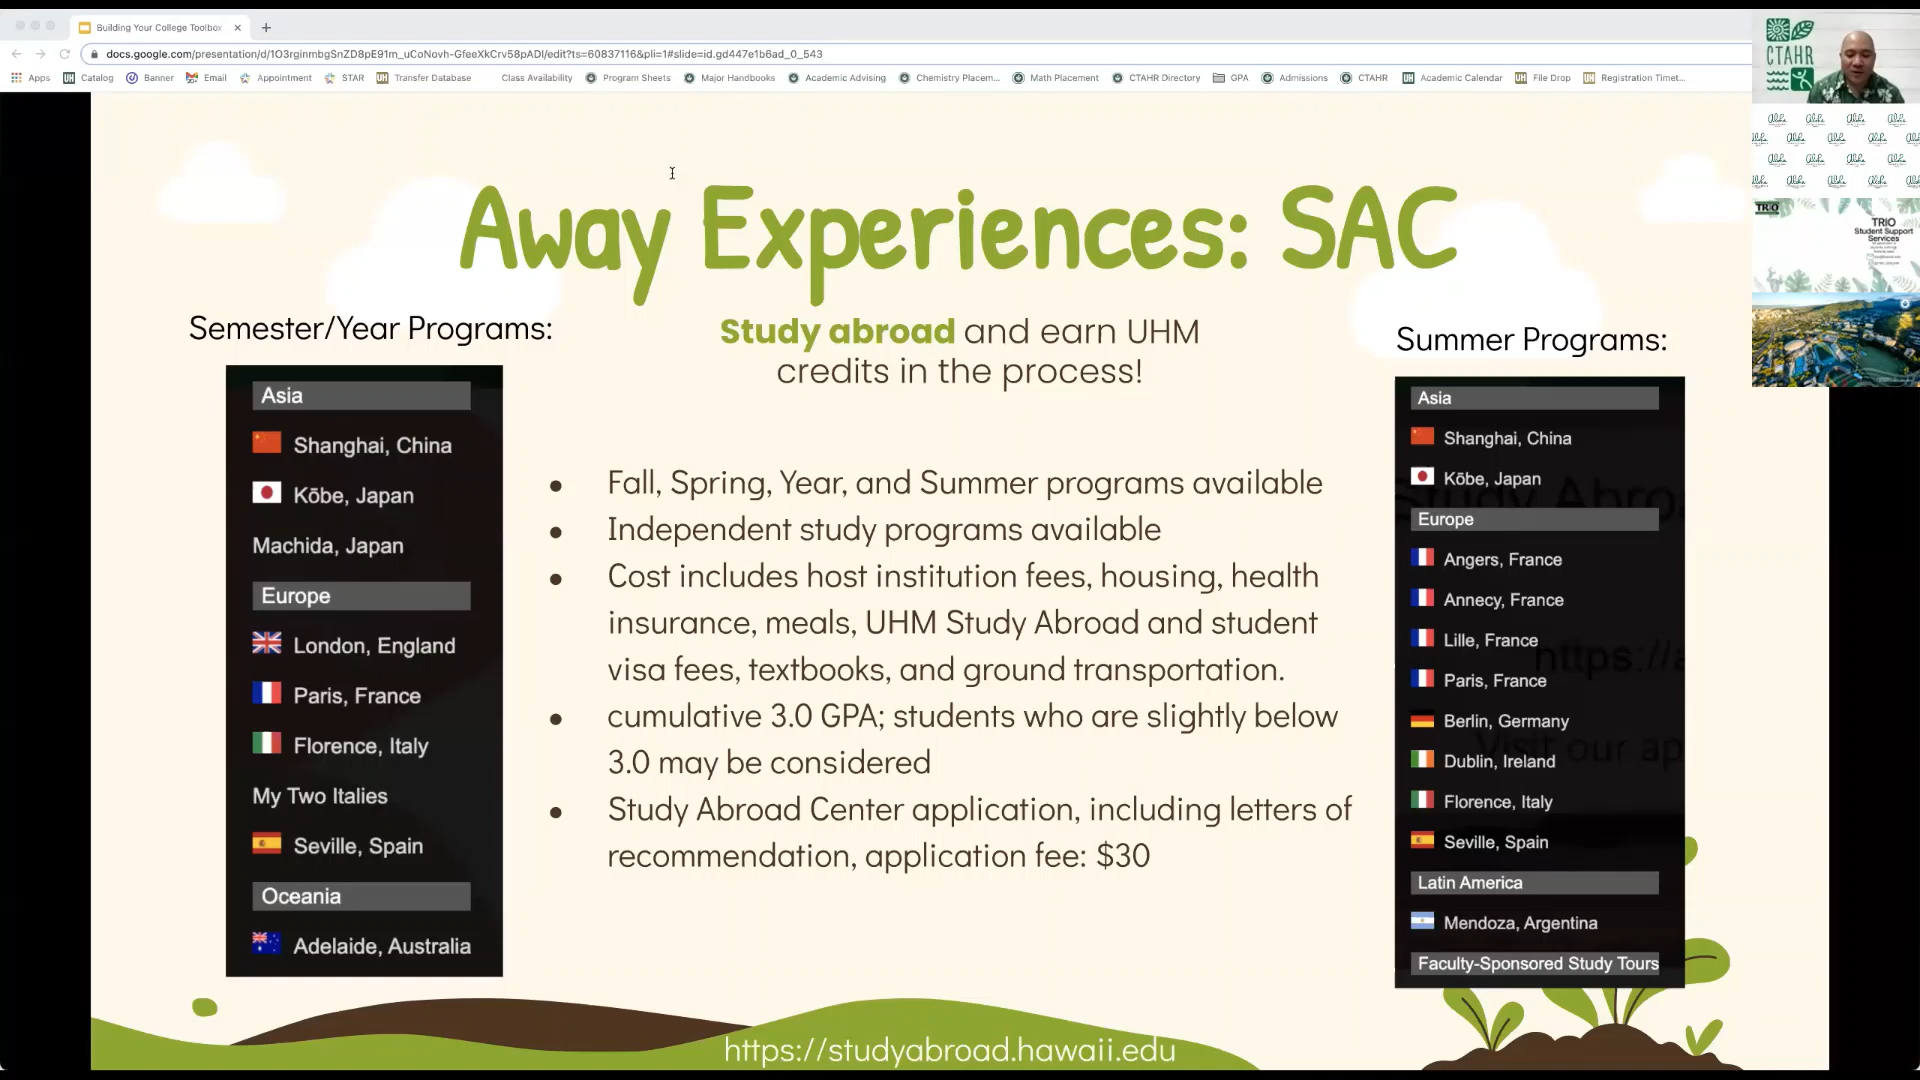 Building Your College Toolbox
docs.google.com/presentation/d/1O3rginmbgSnZD8pE91m_uCoNovh-GfeeXkCrv58pADI/edit?ts=60837116&pli=1#slide=id.gd447e1b6ad_0_543
Apps Catalog Banner Email Appointment STAR Transfer Database Class Availability Program Sheets Major Handbooks Academic Advising Chemistry Placem... Math Placement CTAHR Directory GPA Admissions CTAHR Academic Calendar File Drop Registration Timet...
CTAHR
TRIO
TRIO
Student Support
Services
Away Experiences: SAC
Semester/Year Programs:
Asia
Shanghai, China
Kōbe, Japan
Machida, Japan
Europe
London, England
Paris, France
Florence, Italy
My Two Italies
Seville, Spain
Oceania
Adelaide, Australia
Study abroad and earn UHM
credits in the process!
• Fall, Spring, Year, and Summer programs available
• Independent study programs available
• Cost includes host institution fees, housing, health
insurance, meals, UHM Study Abroad and student
visa fees, textbooks, and ground transportation.
• cumulative 3.0 GPA; students who are slightly below
3.0 may be considered
• Study Abroad Center application, including letters of
recommendation, application fee: $30
Summer Programs:
Asia
Shanghai, China
Kōbe, Japan
Europe
Angers, France
Annecy, France
Lille, France
Paris, France
Berlin, Germany
Dublin, Ireland
Florence, Italy
Seville, Spain
Latin America
Mendoza, Argentina
Faculty-Sponsored Study Tours
https://studyabroad.hawaii.edu